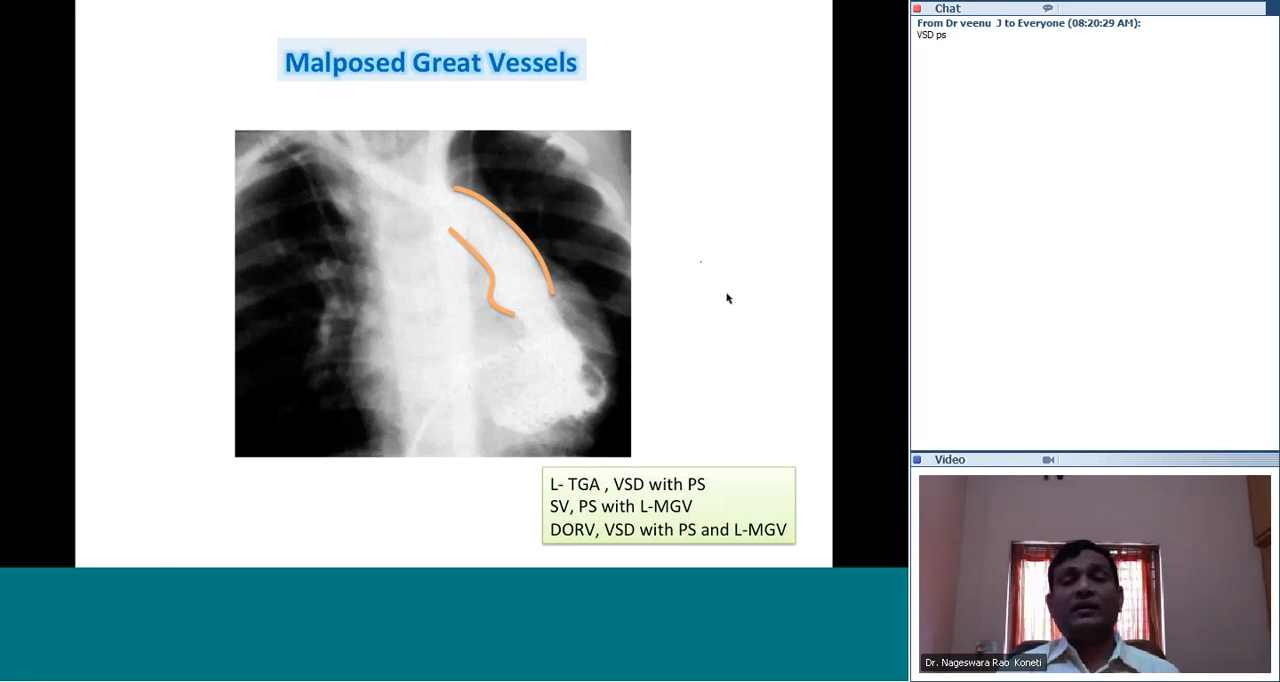 Malposed Great Vessels
L- TGA , VSD with PS
SV, PS with L-MGV
DORV, VSD with PS and L-MGV
Chat
From Dr veenu J to Everyone (08:20:29 AM):
VSD ps
Video
Dr. Nageswara Rao Koneti